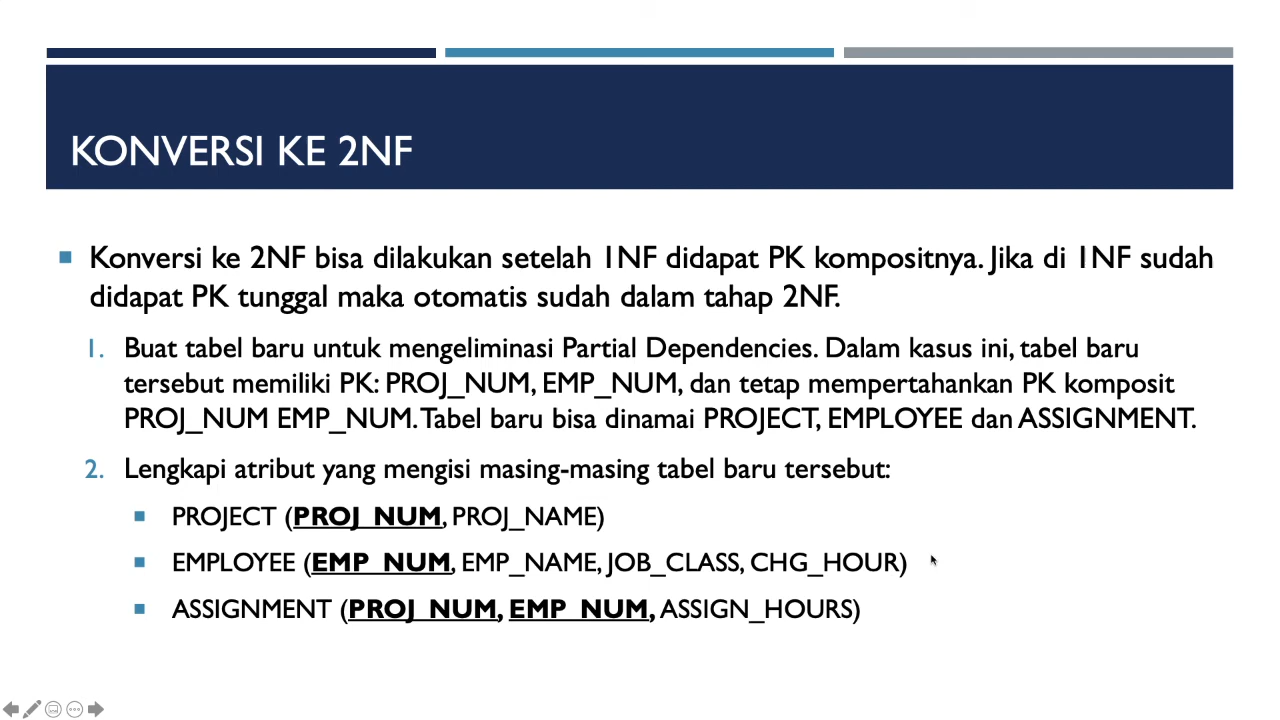 KONVERSI KE 2NF
Konversi ke 2NF bisa dilakukan setelah 1NF didapat PK kompositnya. Jika di 1NF sudah
didapat PK tunggal maka otomatis sudah dalam tahap 2NF.
1. Buat tabel baru untuk mengeliminasi Partial Dependencies. Dalam kasus ini, tabel baru
tersebut memiliki PK: PROJ_NUM, EMP_NUM, dan tetap mempertahankan PK komposit
PROJ_NUM EMP_NUM. Tabel baru bisa dinamai PROJECT, EMPLOYEE dan ASSIGNMENT.
2. Lengkapi atribut yang mengisi masing-masing tabel baru tersebut:
PROJECT (PROJ_NUM, PROJ_NAME)
EMPLOYEE (EMP_NUM, EMP_NAME, JOB_CLASS, CHG_HOUR)
ASSIGNMENT (PROJ_NUM, EMP_NUM, ASSIGN_HOURS)